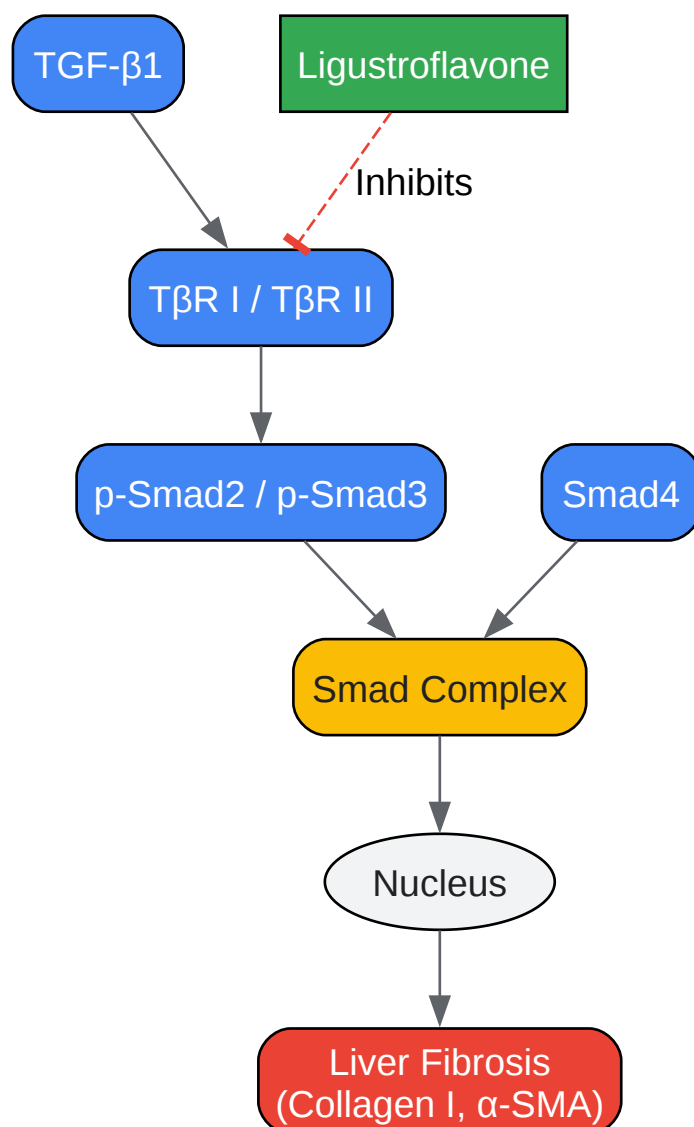 TGF-β1
Ligustroflavone
Inhibits
TβR I / TβR II
p-Smad2 / p-Smad3
Smad4
Smad Complex
Nucleus
Liver Fibrosis
(Collagen I, α-SMA)